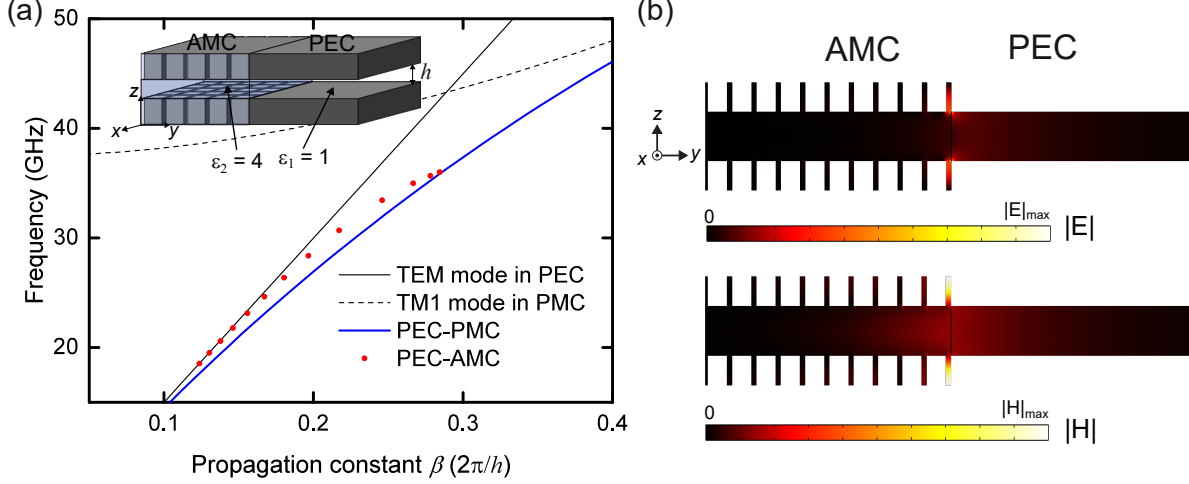 (a)
50
40
30
20
0.1
0.2
0.3
0.4
Frequency (GHz)
Propagation constant β (2π/h)
AMC
PEC
h
z
x
y
ε₂ = 4
ε₁ = 1
TEM mode in PEC
TM1 mode in PMC
PEC-PMC
PEC-AMC
(b)
AMC
PEC
z
x
y
0
|E|max
|E|
0
|H|max
|H|